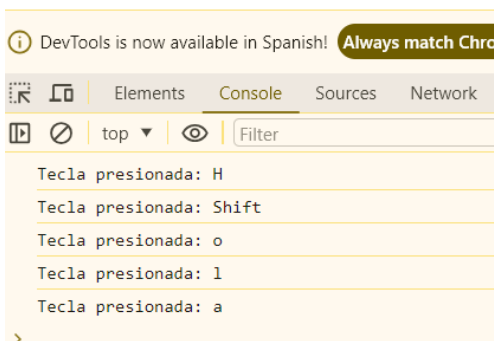 DevTools is now available in Spanish! Always match Chro
Elements Console Sources Network
top Filter
Tecla presionada: H
Tecla presionada: Shift
Tecla presionada: o
Tecla presionada: l
Tecla presionada: a